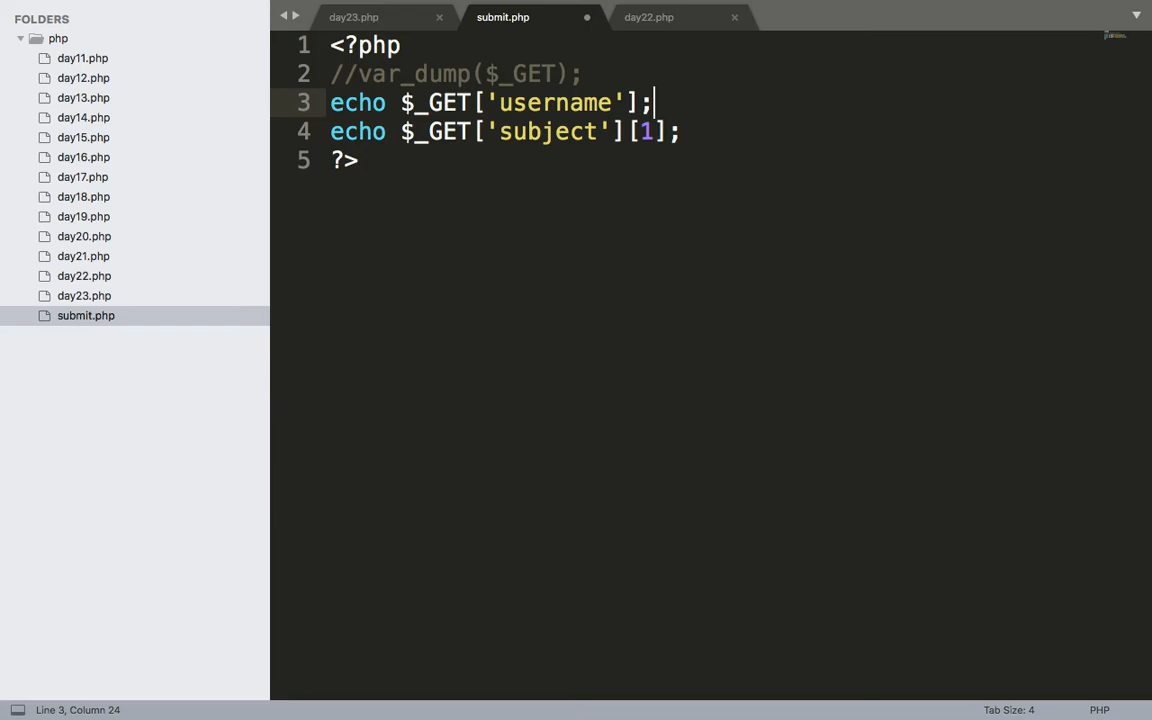 FOLDERS
php
day11.php
day12.php
day13.php
day14.php
day15.php
day16.php
day17.php
day18.php
day19.php
day20.php
day21.php
day22.php
day23.php
submit.php
day23.php × submit.php day22.php ×
1 <?php
2 //var_dump($_GET);
3 echo $_GET['username'];
4 echo $_GET['subject'][1];
5 ?>
Line 3, Column 24 Tab Size: 4 PHP